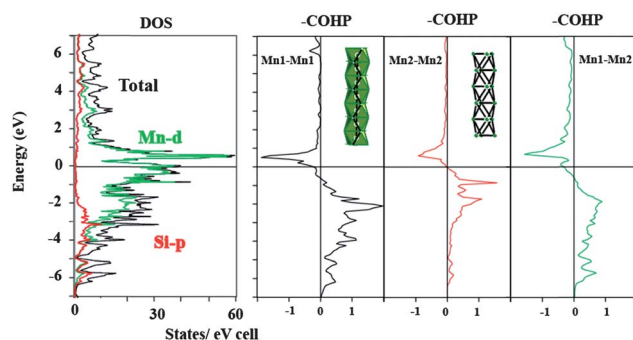 DOS
-COHP
-COHP
-COHP
6
4
2
0
-2
-4
-6
Energy (eV)
Total
Mn-d
Si-p
Mn1-Mn1
Mn2-Mn2
Mn1-Mn2
0
30
60
-1
0
1
-1
0
1
-1
0
1
States/ eV cell